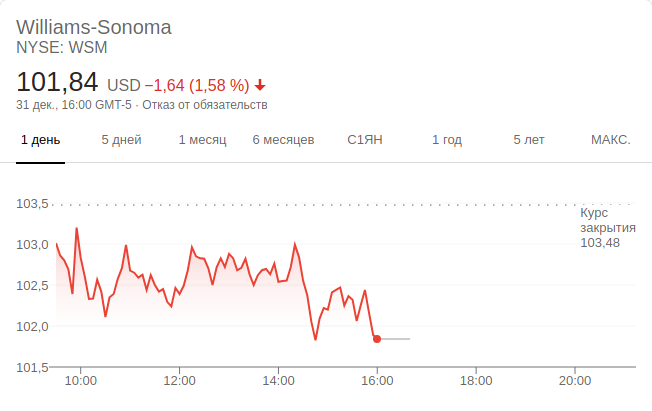 Williams-Sonoma
NYSE: WSM
101,84 USD −1,64 (1,58 %)
31 дек., 16:00 GMT-5 · Отказ от обязательств
1 день 5 дней 1 месяц 6 месяцев С1ЯН 1 год 5 лет МАКС.
103,5
Курс
закрытия
103,48
103,0
102,5
102,0
101,5
10:00 12:00 14:00 16:00 18:00 20:00